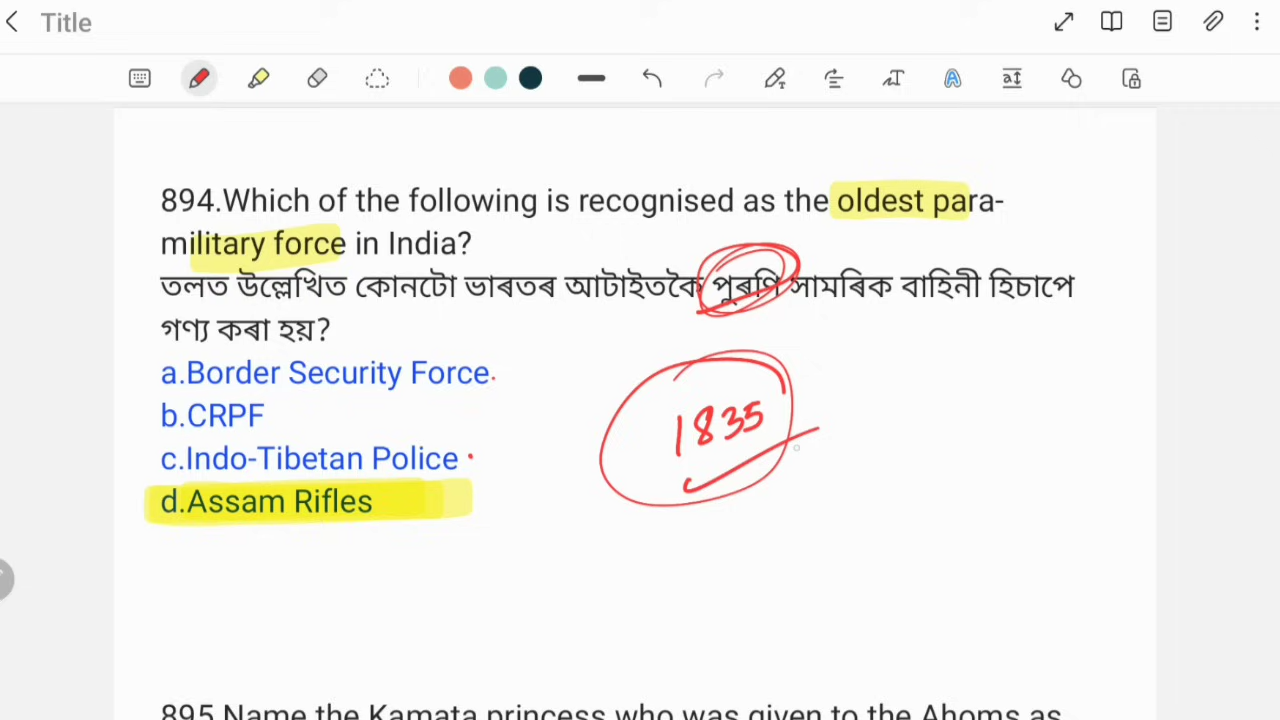 Title
894.Which of the following is recognised as the oldest para-
military force in India?
তলত উল্লেখিত কোনটো ভাৰতৰ আটাইতকৈ পুৰণি সামৰিক বাহিনী হিচাপে
গণ্য কৰা হয়?
a.Border Security Force
b.CRPF
c.Indo-Tibetan Police
d.Assam Rifles
1835
895.Name the Kamata princess who was given to the Ahoms as